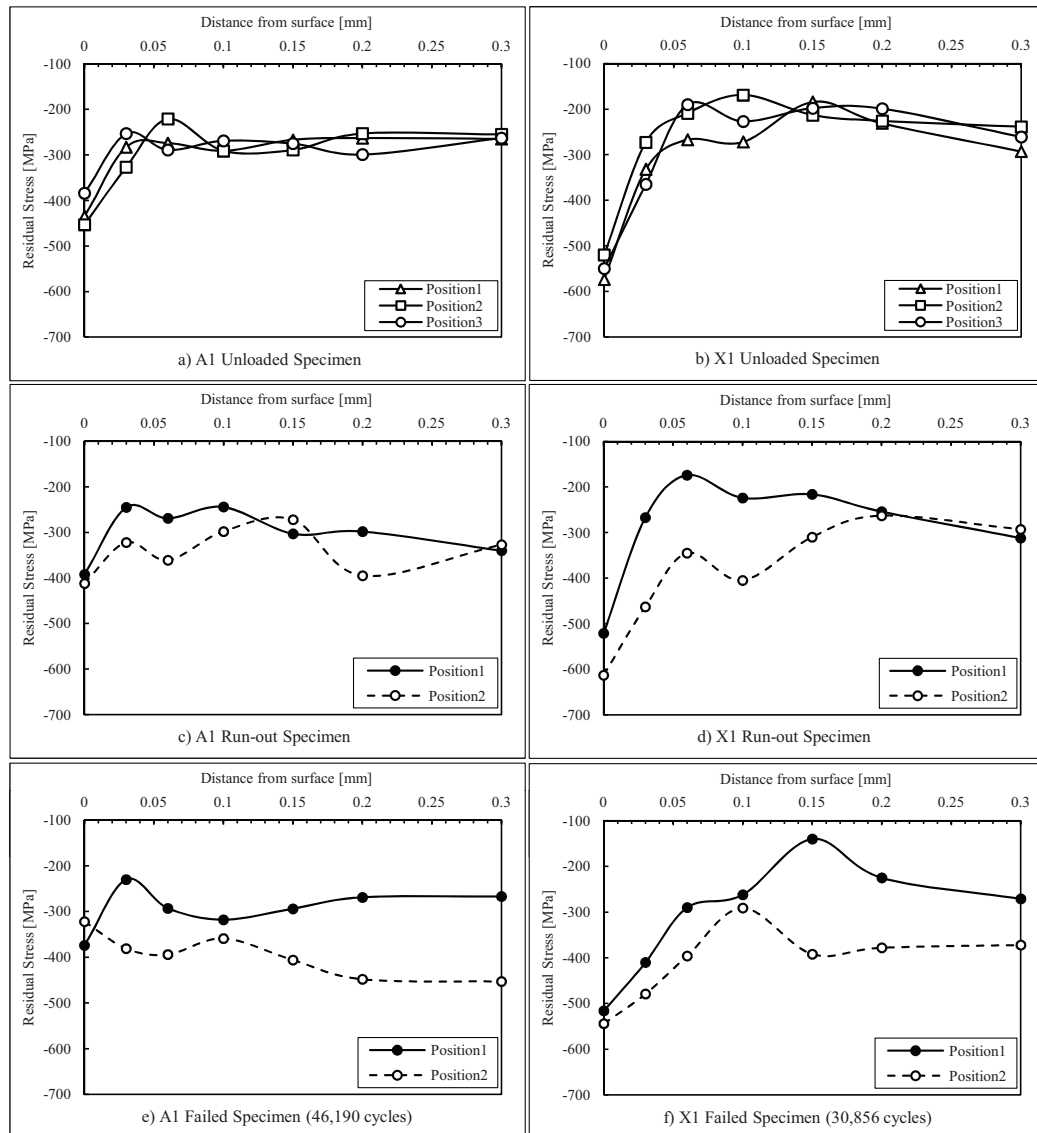 Distance from surface [mm]
0 0.05 0.1 0.15 0.2 0.25 0.3
-100
-200
-300
-400
-500
-600
-700
Residual Stress [MPa]
Position1
Position2
Position3
a) A1 Unloaded Specimen
Distance from surface [mm]
0 0.05 0.1 0.15 0.2 0.25 0.3
-100
-200
-300
-400
-500
-600
-700
Residual Stress [MPa]
Position1
Position2
Position3
b) X1 Unloaded Specimen
Distance from surface [mm]
0 0.05 0.1 0.15 0.2 0.25 0.3
-100
-200
-300
-400
-500
-600
-700
Residual Stress [MPa]
Position1
Position2
c) A1 Run-out Specimen
Distance from surface [mm]
0 0.05 0.1 0.15 0.2 0.25 0.3
-100
-200
-300
-400
-500
-600
-700
Residual Stress [MPa]
Position1
Position2
d) X1 Run-out Specimen
Distance from surface [mm]
0 0.05 0.1 0.15 0.2 0.25 0.3
-100
-200
-300
-400
-500
-600
-700
Residual Stress [MPa]
Position1
Position2
e) A1 Failed Specimen (46,190 cycles)
Distance from surface [mm]
0 0.05 0.1 0.15 0.2 0.25 0.3
-100
-200
-300
-400
-500
-600
-700
Residual Stress [MPa]
Position1
Position2
f) X1 Failed Specimen (30,856 cycles)